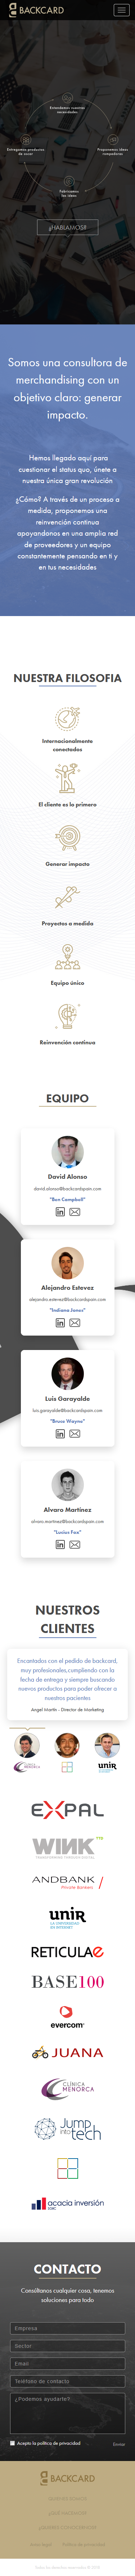 BACKCARD
Entendemos vuestras
necesidades
Entregamos productos
de acuer
Proponemos ideas
rompedoras
Fabricamos
las ideas
¿HABLAMOS?
Somos una consultora de
merchandising con un
objetivo claro: generar
impacto.
Hemos llegado aquí para
cuestionar el statu quo, únete a
nuestra única gran revolución
¿Cómo? A través de un proceso a
medida, proponemos una
reinvención continua
apoyandonos en una amplia red
de proveedores y un equipo
constantemente pensando en ti y
en tus necesidades
NUESTRA FILOSOFIA
Internacionalmente
conectados
El cliente es lo primero
Generar impacto
Proyectos a medida
Equipo único
Reinvención continua
EQUIPO
David Alonso
david.alonso@backcardspain.com
"Ben Campbell"
Alejandro Estevez
alejandro.estevez@backcardspain.com
"Indiana Jones"
Luis Garayalde
luis.garayalde@backcardspain.com
"Bruce Wayne"
Alvaro Martinez
alvaro.martinez@backcardspain.com
"Lucius Fox"
NUESTROS
CLIENTES
Encantados con el pedido de backcard,
muy profesionales, cumpliendo con la
fecha de entrega y siempre buscando
nuevos productos para poder ofrecer a
nuestros pacientes
Angel Martín - Director de Marketing
CLÍNICA
MENORCA
unir
EXPAL
WINK
TTD
ANDBANK
Private Bankers
unir
LA UNIVERSIDAD
EN INTERNET
RETICULAE
BASE100
evercom
JUANA
CLÍNICA
MENORCA
Jump
into
tech
acacia inversión
CONTACTO
Consúltanos cualquier cosa, tenemos
soluciones para todo
Empresa
Sector
Email
Teléfono de contacto
¿Podemos ayudarte?
Acepto la política de privacidad
Enviar
BACKCARD